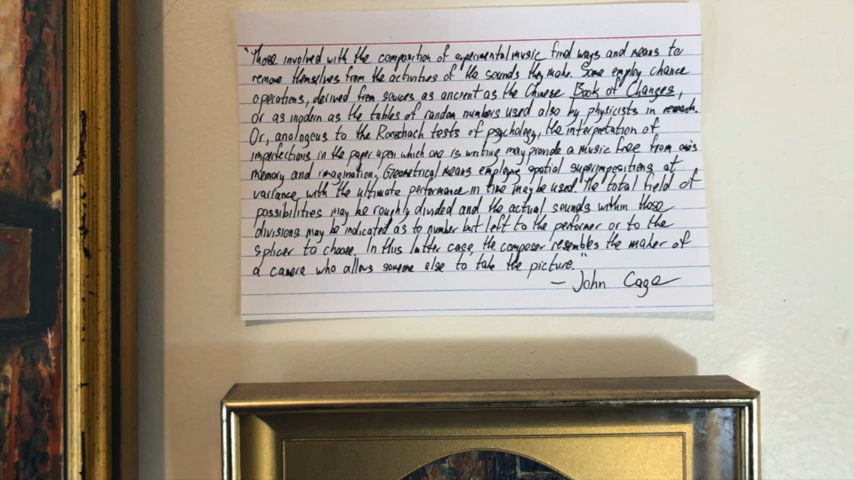 "Those involved with the composition of experimental music find ways and means to
remove themselves from the activities of the sounds they make. Some employ chance
operations, derived from sources as ancient as the Chinese Book of Changes,
or as modern as the tables of random numbers used also by physicists in research.
Or, analogous to the Rorschach tests of psychology, the interpretation of
imperfections in the paper upon which one is writing may provide a music free from one's
memory and imagination. Geometrical means employing spatial superimpositions at
variance with the ultimate performance in time may be used. The total field of
possibilities may be roughly divided and the actual sounds within these
divisions may be indicated as to number but left to the performer or to the
splicer to choose. In this latter case, the composer resembles the maker of
a camera who allows someone else to take the picture."
— John Cage